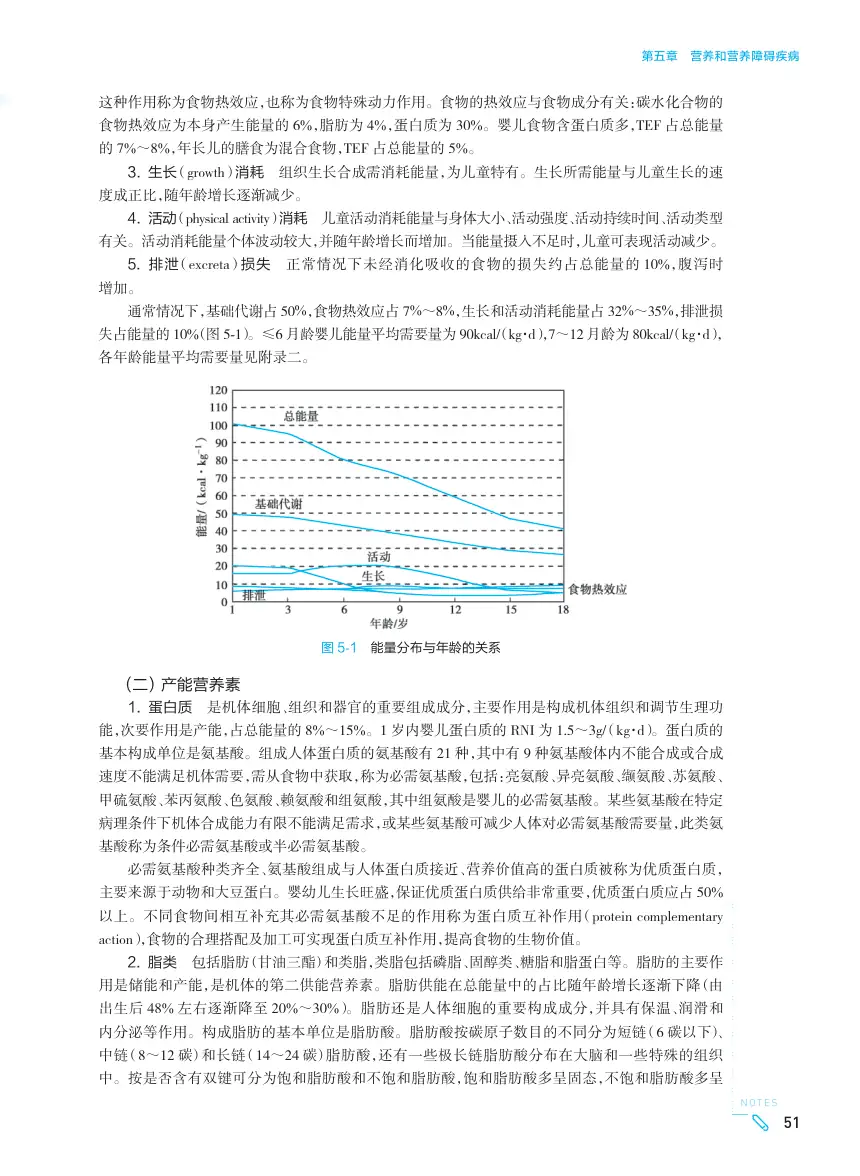 第五章 营养和营养障碍疾病
这种作用称为食物热效应,也称为食物特殊动力作用。食物的热效应与食物成分有关:碳水化合物的
食物热效应为本身产生能量的 6%,脂肪为 4%,蛋白质为 30%。婴儿食物含蛋白质多,TEF 占总能量
的 7%～8%,年长儿的膳食为混合食物,TEF 占总能量的 5%。
3. 生长(growth)消耗 组织生长合成需消耗能量,为儿童特有。生长所需能量与儿童生长的速
度成正比,随年龄增长逐渐减少。
4. 活动(physical activity)消耗 儿童活动消耗能量与身体大小、活动强度、活动持续时间、活动类型
有关。活动消耗能量个体波动较大,并随年龄增长而增加。当能量摄入不足时,儿童可表现活动减少。
5. 排泄(excreta)损失 正常情况下未经消化吸收的食物的损失约占总能量的 10%,腹泻时
增加。
通常情况下,基础代谢占 50%,食物热效应占 7%～8%,生长和活动消耗能量占 32%～35%,排泄损
失占能量的 10%(图 5-1)。≤6 月龄婴儿能量平均需要量为 90kcal/(kg·d),7～12 月龄为 80kcal/(kg·d),
各年龄能量平均需要量见附录二。
120
110
100
90
80
70
60
50
40
30
20
10
0
能量/(kcal·kg⁻¹)
总能量
基础代谢
活动
生长
排泄
食物热效应
1 3 6 9 12 15 18
年龄/岁
图 5-1 能量分布与年龄的关系
(二)产能营养素
1. 蛋白质 是机体细胞、组织和器官的重要组成成分,主要作用是构成机体组织和调节生理功
能,次要作用是产能,占总能量的 8%～15%。1 岁内婴儿蛋白质的 RNI 为 1.5～3g/(kg·d)。蛋白质的
基本构成单位是氨基酸。组成人体蛋白质的氨基酸有 21 种,其中有 9 种氨基酸体内不能合成或合成
速度不能满足机体需要,需从食物中获取,称为必需氨基酸,包括:亮氨酸、异亮氨酸、缬氨酸、苏氨酸、
甲硫氨酸、苯丙氨酸、色氨酸、赖氨酸和组氨酸,其中组氨酸是婴儿的必需氨基酸。某些氨基酸在特定
病理条件下机体合成能力有限不能满足需求,或某些氨基酸可减少人体对必需氨基酸需要量,此类氨
基酸称为条件必需氨基酸或半必需氨基酸。
必需氨基酸种类齐全、氨基酸组成与人体蛋白质接近、营养价值高的蛋白质被称为优质蛋白质,
主要来源于动物和大豆蛋白。婴幼儿生长旺盛,保证优质蛋白质供给非常重要,优质蛋白质应占 50%
以上。不同食物间相互补充其必需氨基酸不足的作用称为蛋白质互补作用(protein complementary
action),食物的合理搭配及加工可实现蛋白质互补作用,提高食物的生物价值。
2. 脂类 包括脂肪(甘油三酯)和类脂,类脂包括磷脂、固醇类、糖脂和脂蛋白等。脂肪的主要作
用是储能和产能,是机体的第二供能营养素。脂肪供能在总能量中的占比随年龄增长逐渐下降(由
出生后 48% 左右逐渐降至 20%～30%)。脂肪还是人体细胞的重要构成成分,并具有保温、润滑和
内分泌等作用。构成脂肪的基本单位是脂肪酸。脂肪酸按碳原子数目的不同分为短链(6 碳以下)、
中链(8～12 碳)和长链(14～24 碳)脂肪酸,还有一些极长链脂肪酸分布在大脑和一些特殊的组织
中。按是否含有双键可分为饱和脂肪酸和不饱和脂肪酸,饱和脂肪酸多呈固态,不饱和脂肪酸多呈
NOTES
51